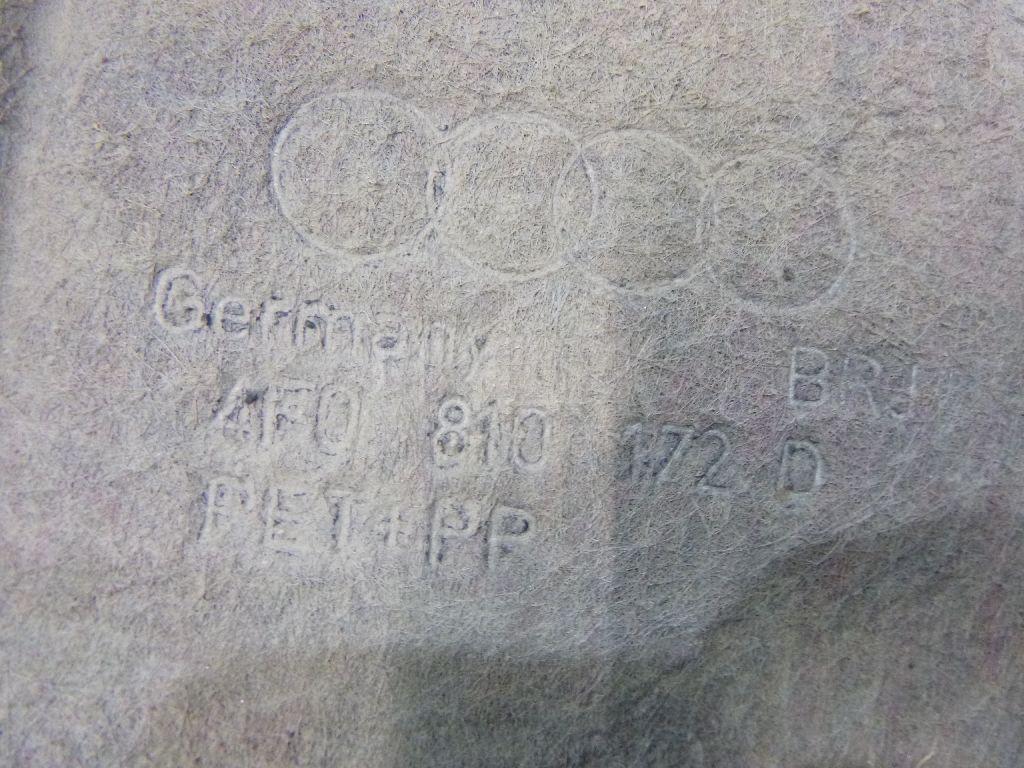 Germany
BRJ
4F0 810 172 D
PET+PP